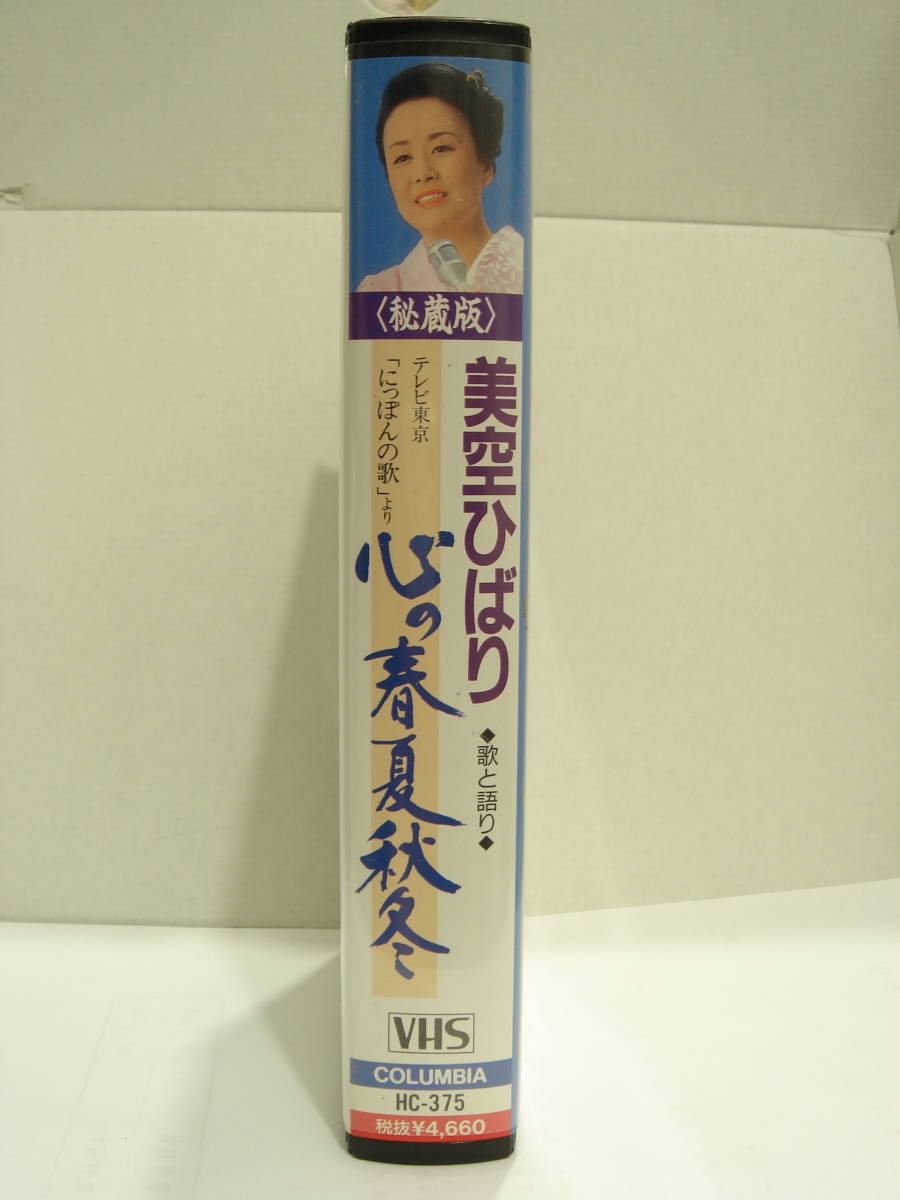 〈秘蔵版〉
美空ひばり
◆歌と語り◆
テレビ東京
「にっぽんの歌」より
心の春夏秋冬
VHS
COLUMBIA
HC-375
税抜¥4,660